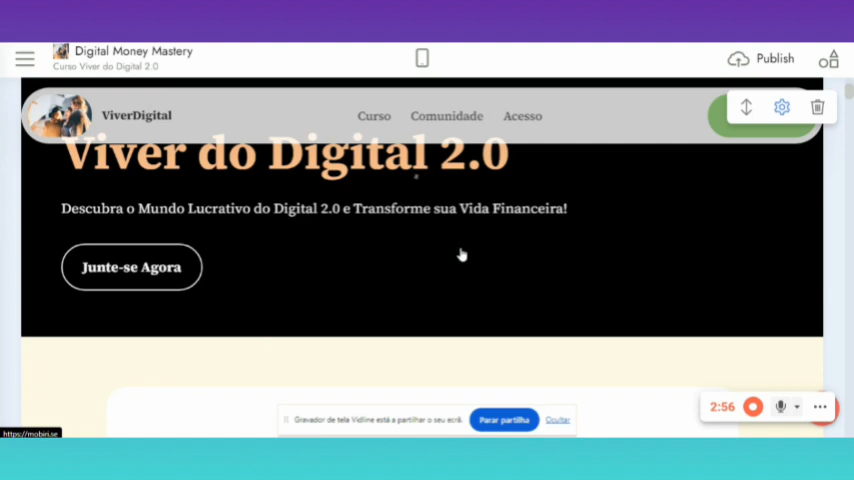 Digital Money Mastery
Curso Viver do Digital 2.0
Publish
ViverDigital
Curso Comunidade Acesso
Viver do Digital 2.0
Descubra o Mundo Lucrativo do Digital 2.0 e Transforme sua Vida Financeira!
Junte-se Agora
Gravador de tela Vidline está a partilhar o seu ecrã.
Parar partilha
Ocultar
2:56
https://mobiri.se